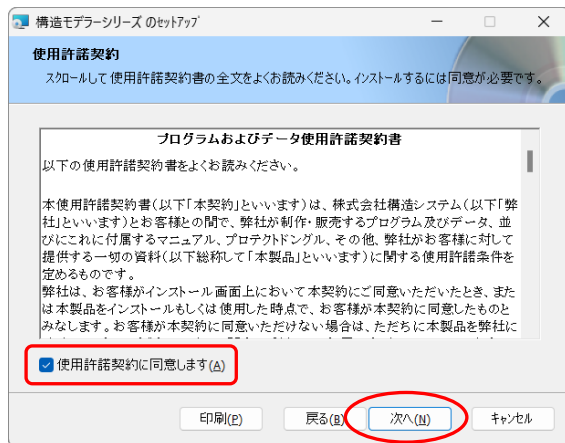 構造モデラーシリーズ のセットアップ
使用許諾契約
スクロールして使用許諾契約書の全文をよくお読みください。インストールするには同意が必要です。
プログラムおよびデータ使用許諾契約書
以下の使用許諾契約書をよくお読みください。
本使用許諾契約書(以下「本契約」といいます)は、株式会社構造システム(以下「弊
社」といいます)とお客様との間で、弊社が制作・販売するプログラム及びデータ、並
びにこれに付属するマニュアル、プロテクトドングル、その他、弊社がお客様に対して
提供する一切の資料(以下総称して「本製品」といいます)に関する使用許諾条件を
定めるものです。
弊社は、お客様がインストール画面上において本契約にご同意いただいたとき、また
は本製品をインストールもしくは使用した時点で、お客様が本契約に同意したものと
みなします。お客様が本契約に同意いただけない場合は、ただちに本製品を弊社に
使用許諾契約に同意します(A)
印刷(P) 戻る(B) 次へ(N) キャンセル